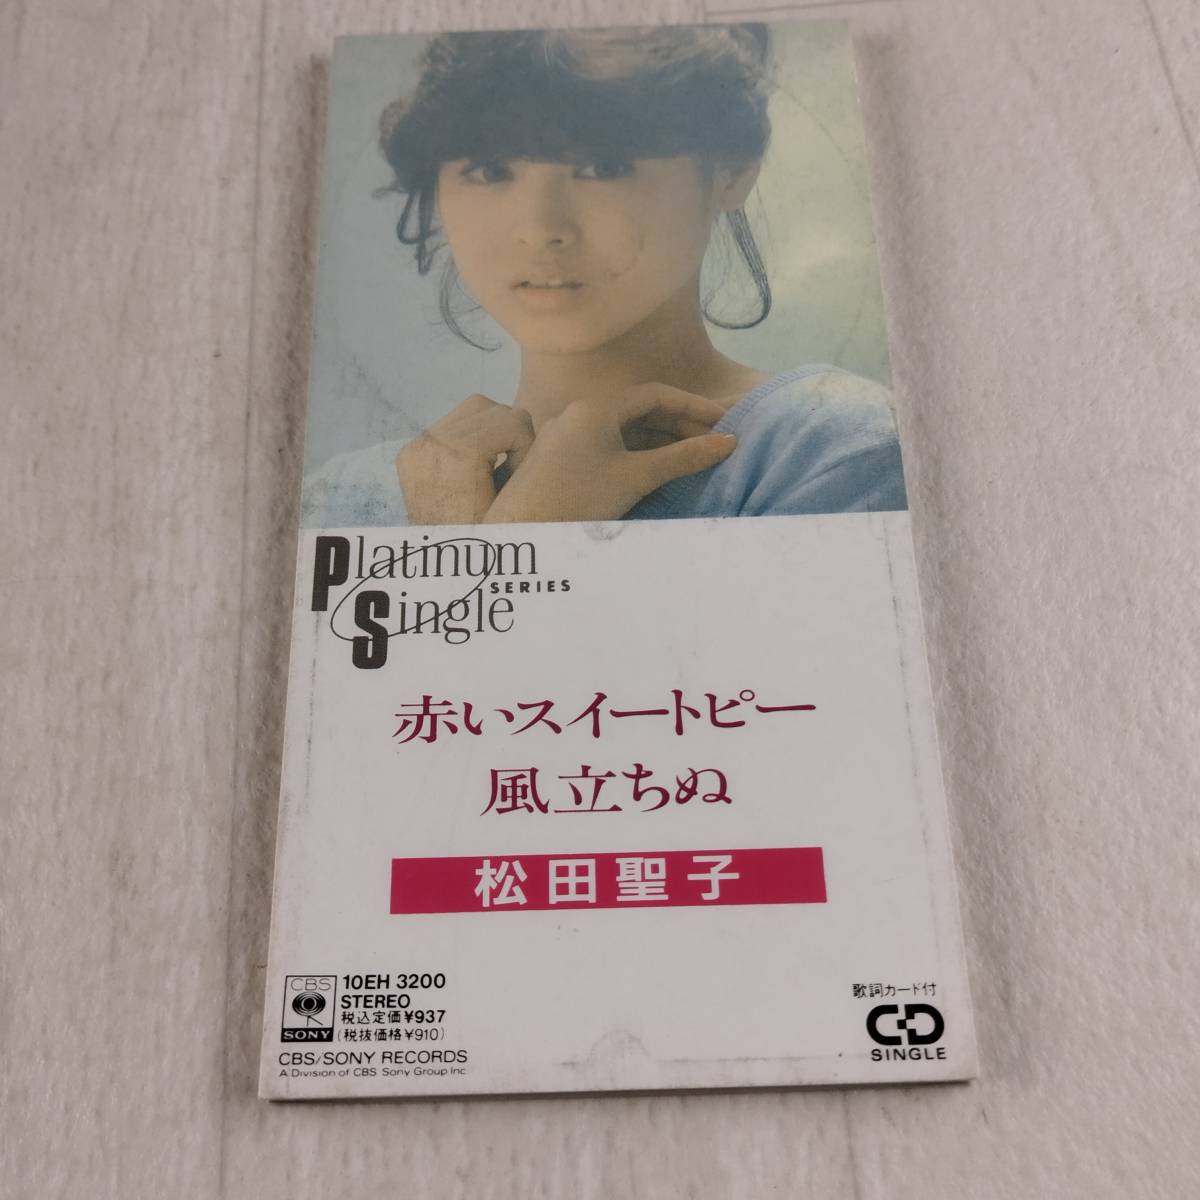 Platinum
SERIES
Single
赤いスイートピー
風立ちぬ
松田聖子
CBS
SONY
10EH 3200
STEREO
税込定価¥937
(税抜価格¥910)
CBS/SONY RECORDS
A Division of CBS Sony Group Inc.
歌詞カード付
CD
SINGLE